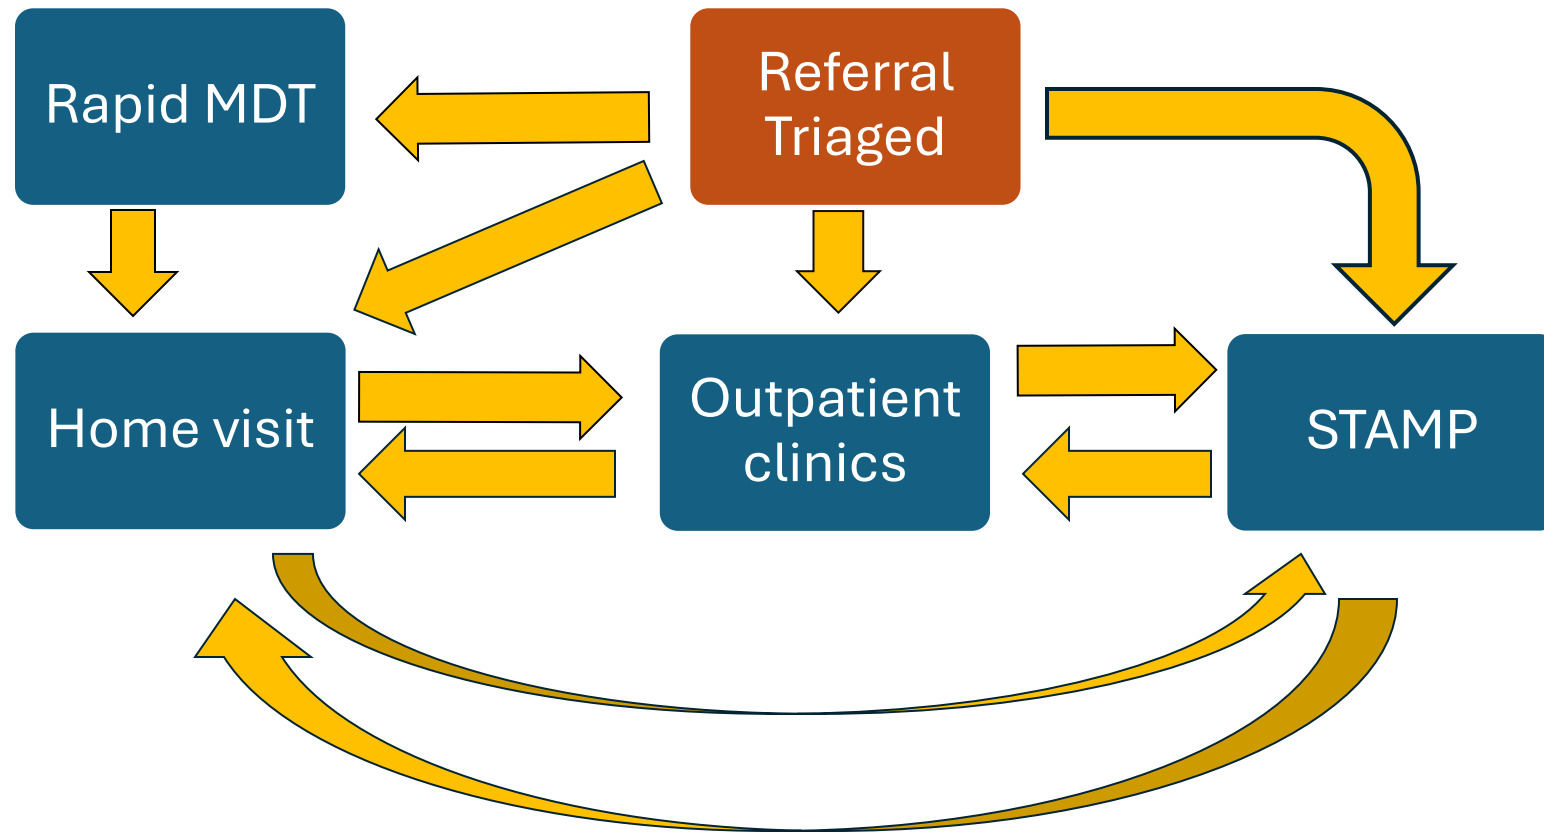 Rapid MDT
Referral
Triaged
Home visit
Outpatient
clinics
STAMP